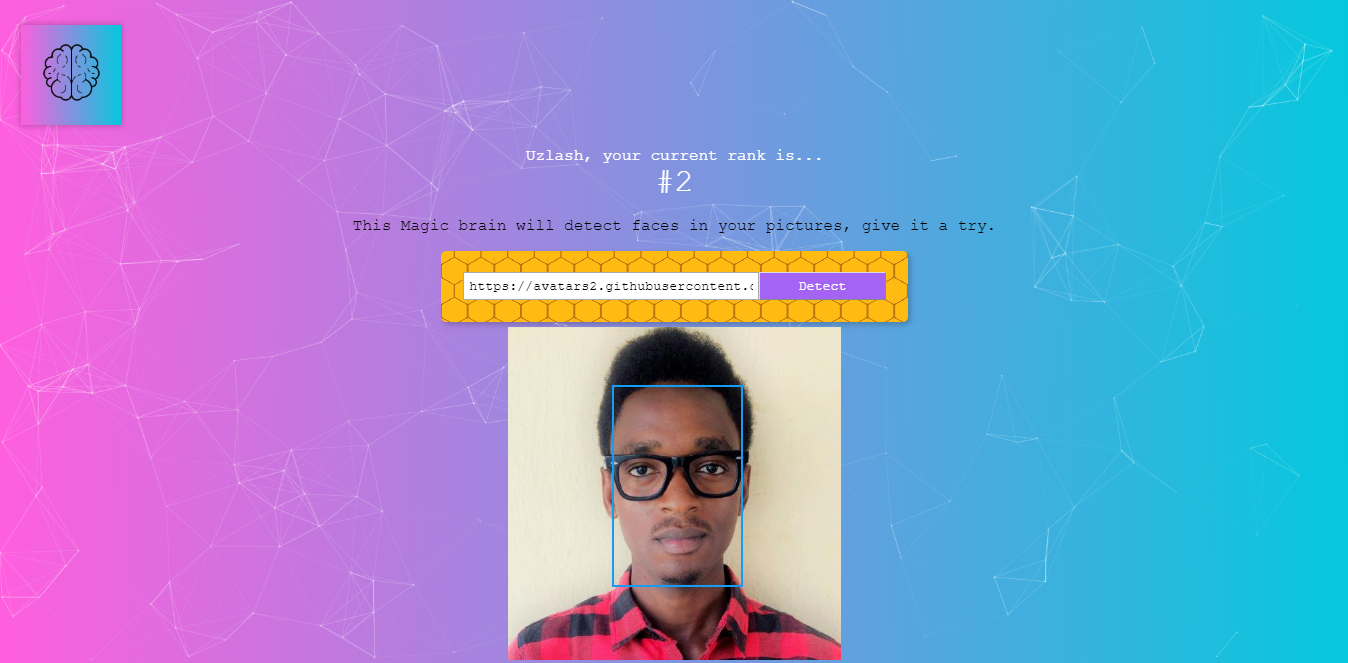 Uzlash, your current rank is...
#2
This Magic brain will detect faces in your pictures, give it a try.
https://avatars2.githubusercontent.c Detect